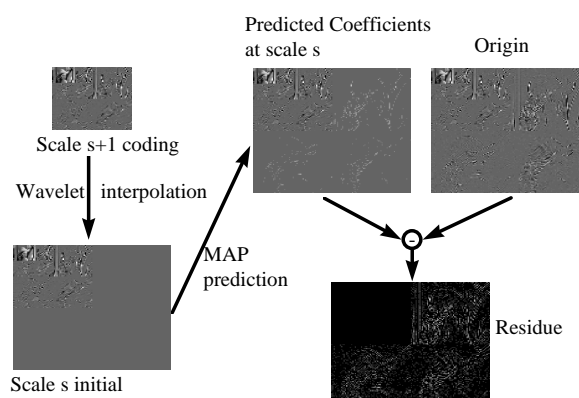 Predicted Coefficients
at scale s
Origin
Scale s+1 coding
Wavelet interpolation
MAP
prediction
-
Residue
Scale s initial